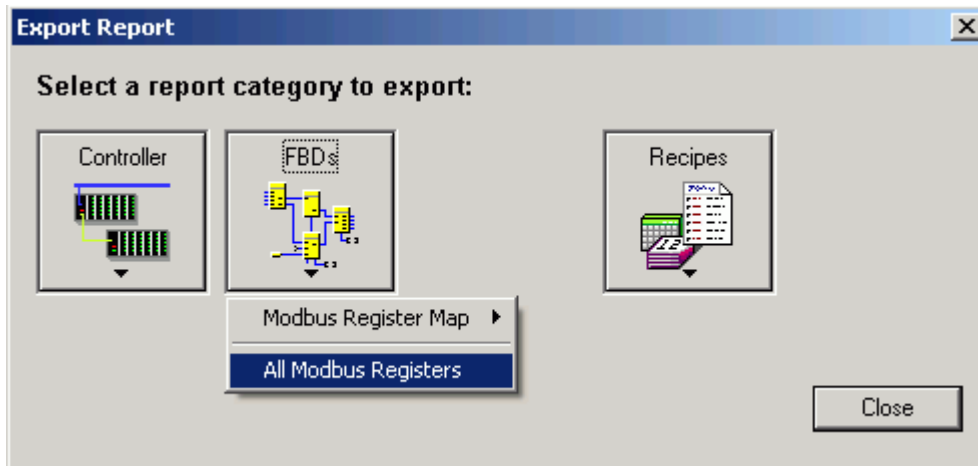 Export Report
Select a report category to export:
Controller
FBDs
Recipes
Modbus Register Map
All Modbus Registers
Close